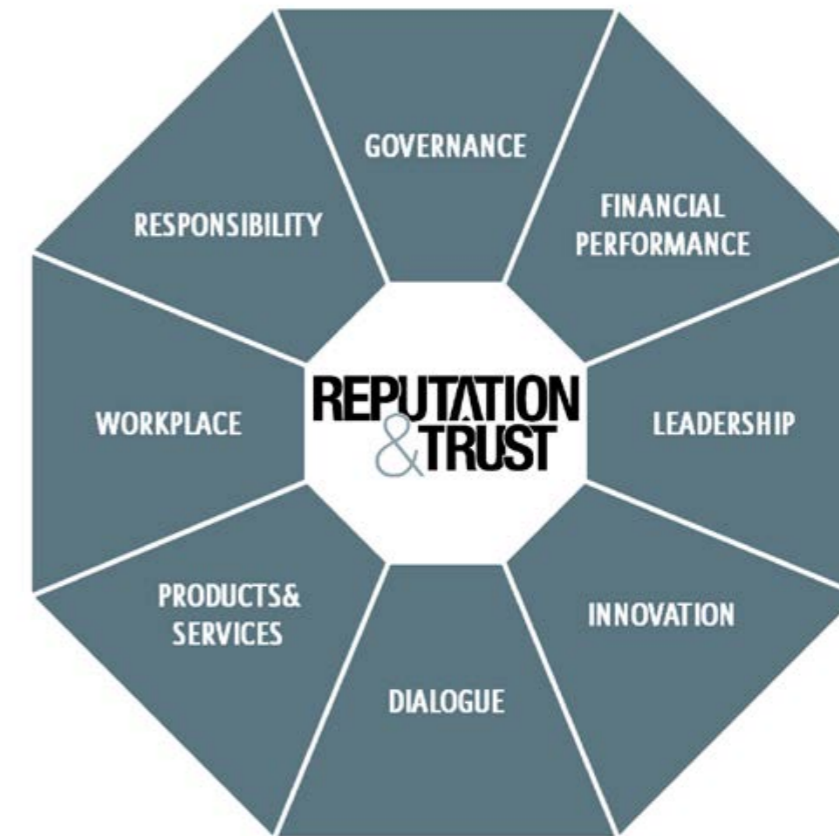 GOVERNANCE
FINANCIAL
PERFORMANCE
RESPONSIBILITY
REPUTATION
&TRUST
WORKPLACE
LEADERSHIP
PRODUCTS&
SERVICES
INNOVATION
DIALOGUE